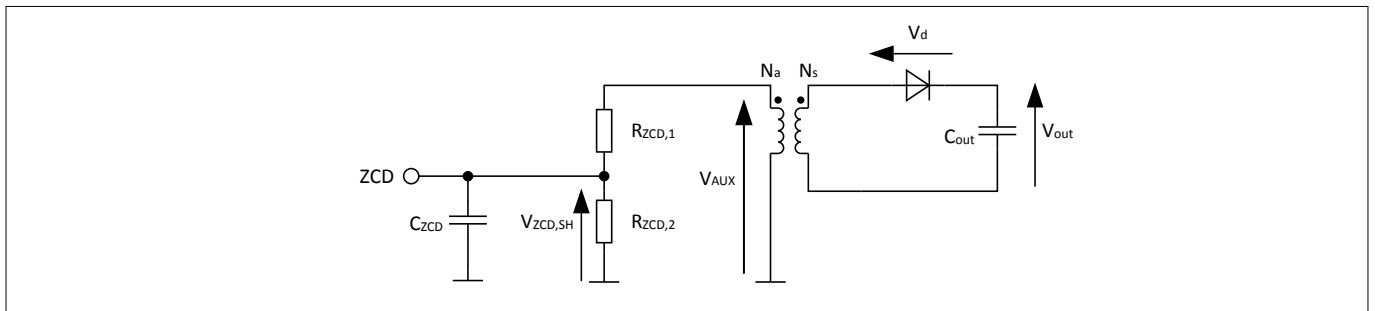 Vd
Na
Ns
RZCD,1
Cout
Vout
ZCD
VAUX
CZCD
VZCD,SH
RZCD,2